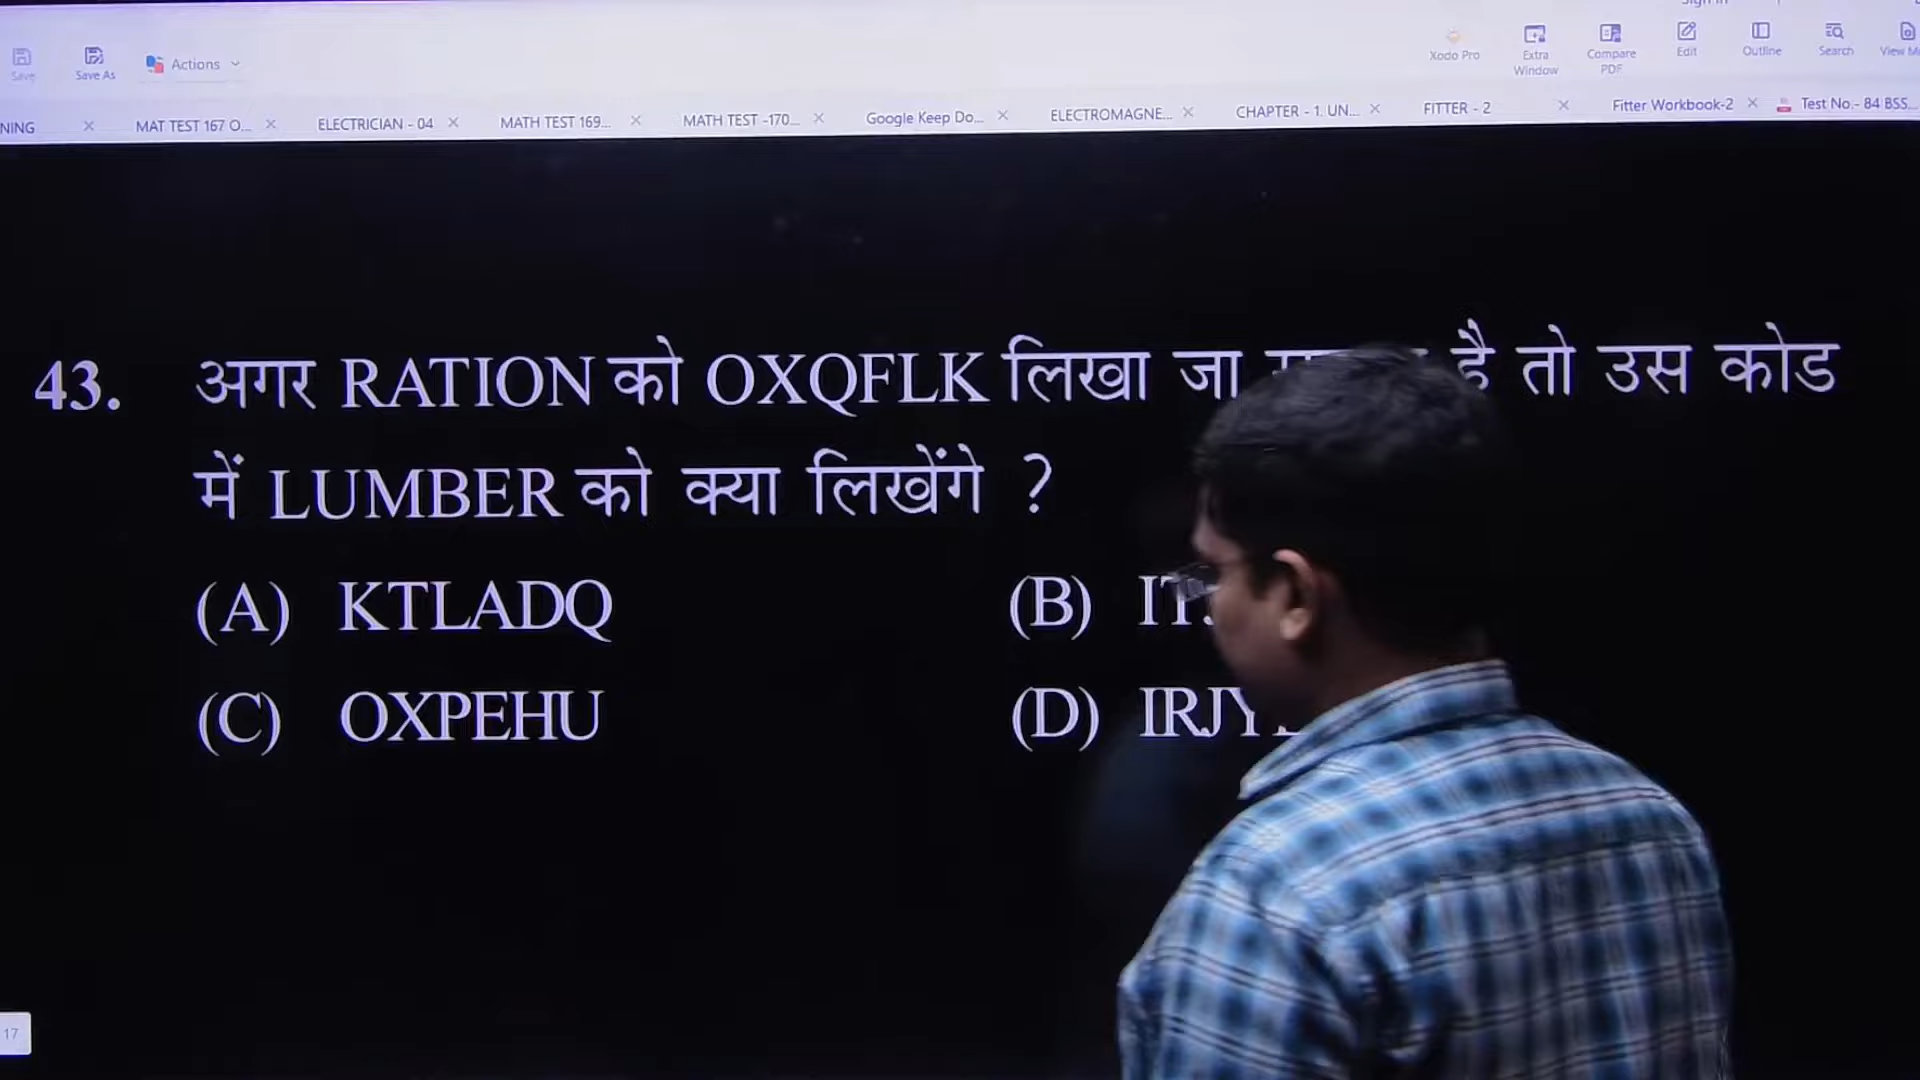 Save
Save As
Actions
Xodo Pro
Extra Window
Compare PDF
Edit
Outline
Search
NING
MAT TEST 167 O...
ELECTRICIAN - 04
MATH TEST 169...
MATH TEST -170...
Google Keep Do...
ELECTROMAGNE...
CHAPTER - 1. UN...
FITTER - 2
Fitter Workbook-2
Test No.- 84 BSS...
43. अगर RATION को OXQFLK लिखा जा है तो उस कोड
में LUMBER को क्या लिखेंगे ?
(A) KTLADQ
(B)
(C) OXPEHU
(D)
17